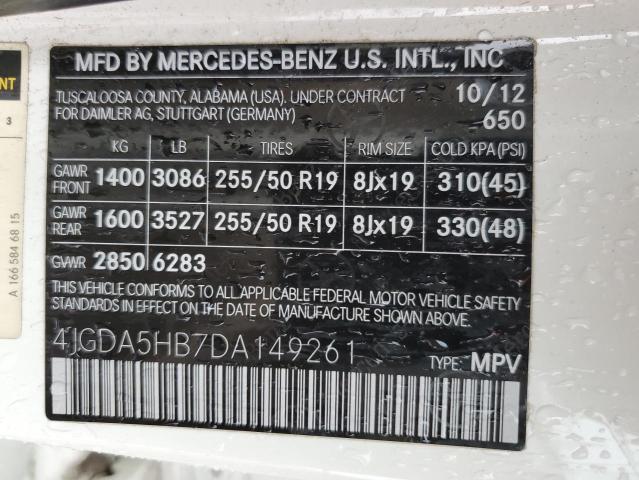 MFD BY MERCEDES-BENZ U.S. INTL., INC
TUSCALOOSA COUNTY, ALABAMA (USA). UNDER CONTRACT 10/12
FOR DAIMLER AG, STUTTGART (GERMANY) 650
KG LB TIRES RIM SIZE COLD KPA (PSI)
GAWR FRONT 1400 3086 255/50 R19 8Jx19 310(45)
GAWR REAR 1600 3527 255/50 R19 8Jx19 330(48)
GVWR 2850 6283
THIS VEHICLE CONFORMS TO ALL APPLICABLE FEDERAL MOTOR VEHICLE SAFETY
STANDARDS IN EFFECT ON THE DATE OF MANUFACTURE SHOWN ABOVE.
4JGDA5HB7DA149261 TYPE: MPV
A 166 584 68 15
NT
3